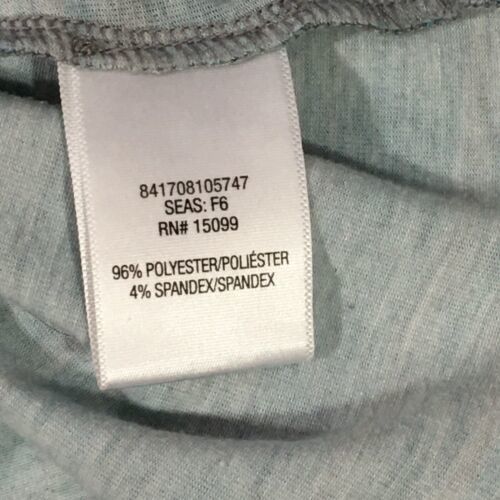 841708105747
SEAS: F6
RN# 15099
96% POLYESTER/POLIÉSTER
4% SPANDEX/SPANDEX